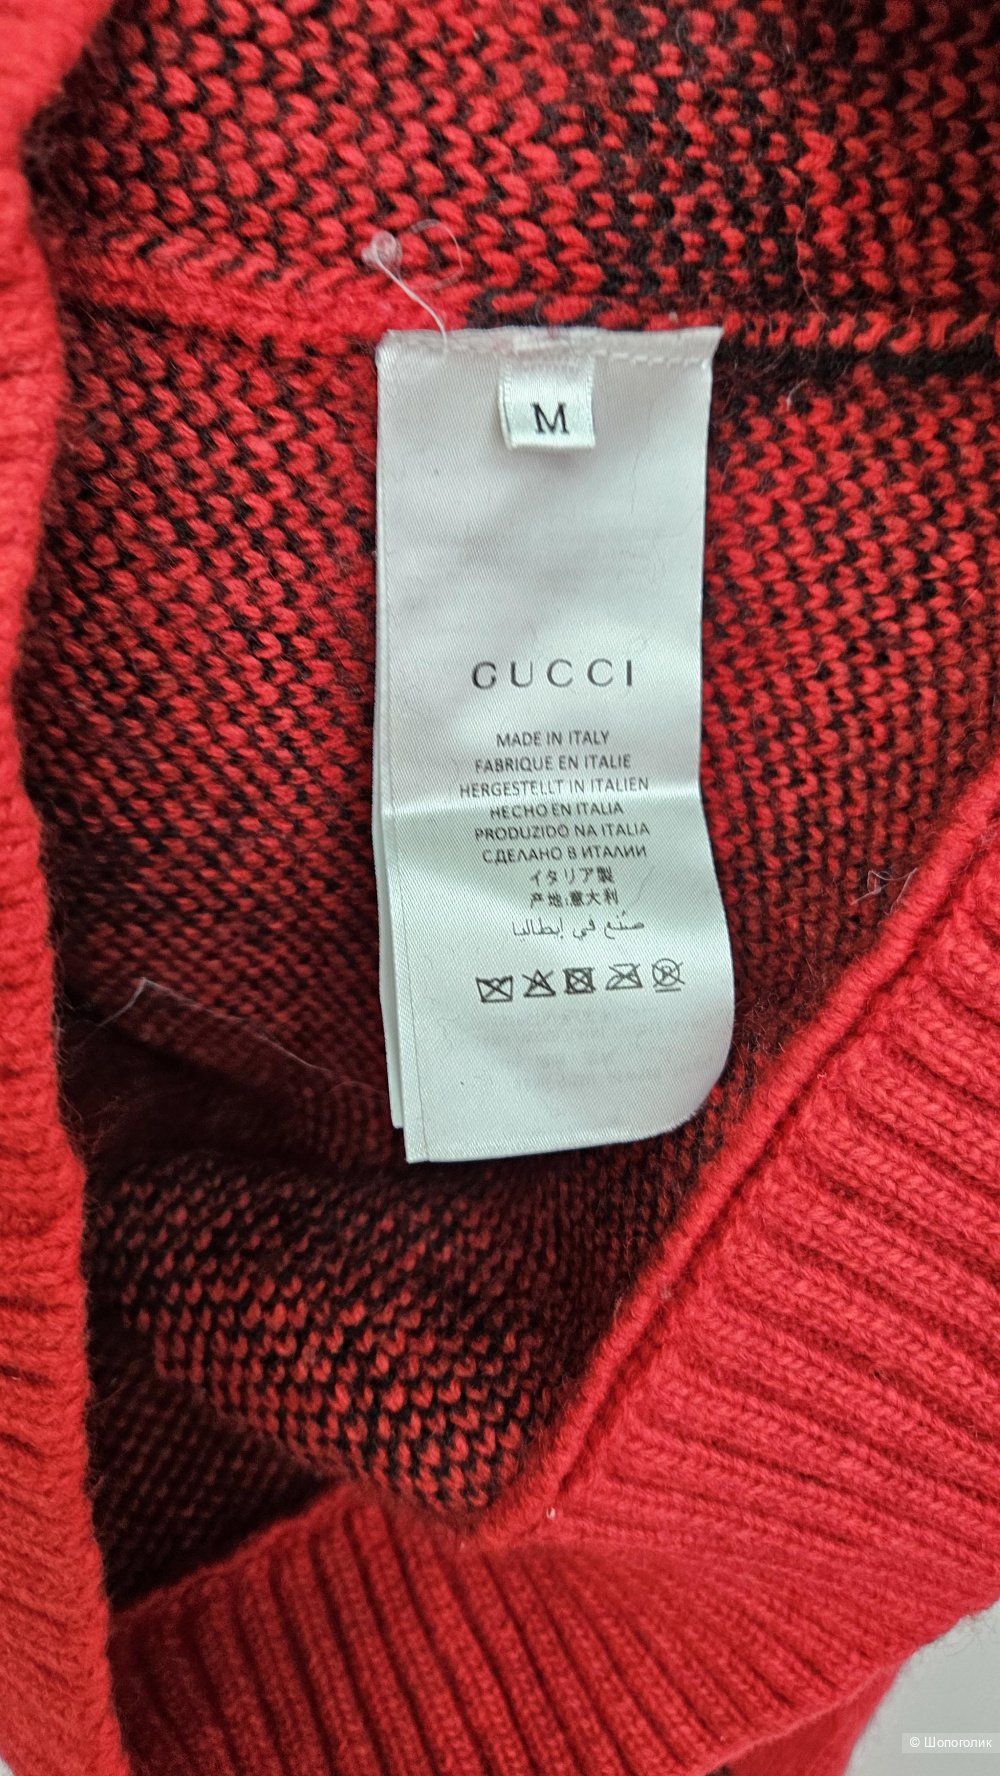 M
GUCCI
MADE IN ITALY
FABRIQUE EN ITALIE
HERGESTELLT IN ITALIEN
HECHO EN ITALIA
PRODUZIDO NA ITALIA
СДЕЛАНО В ИТАЛИИ
イタリア製
产地:意大利
صُنع في إيطاليا
© Шопоголик